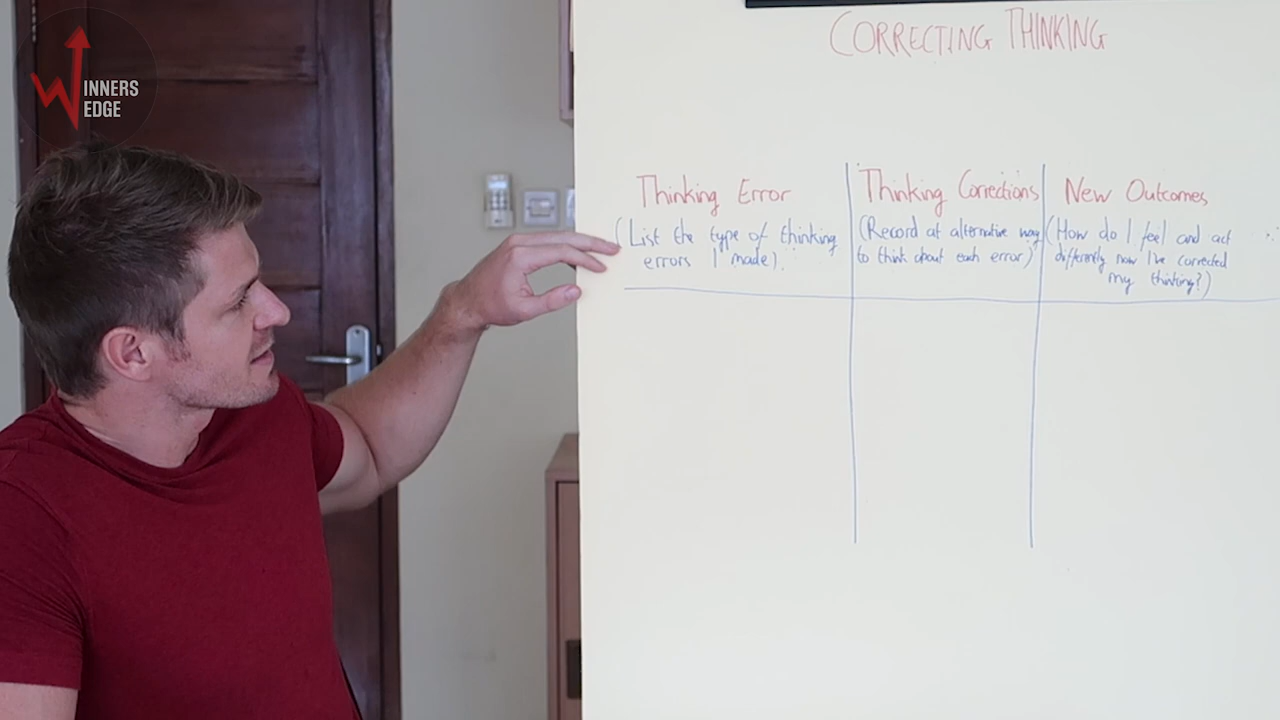 WINNERS
EDGE
CORRECTING THINKING
Thinking Error
(List the type of thinking
errors I made)
Thinking Corrections
(Record at alternative way
to think about each error)
New Outcomes
(How do I feel and act
differently now I've corrected
my thinking?)